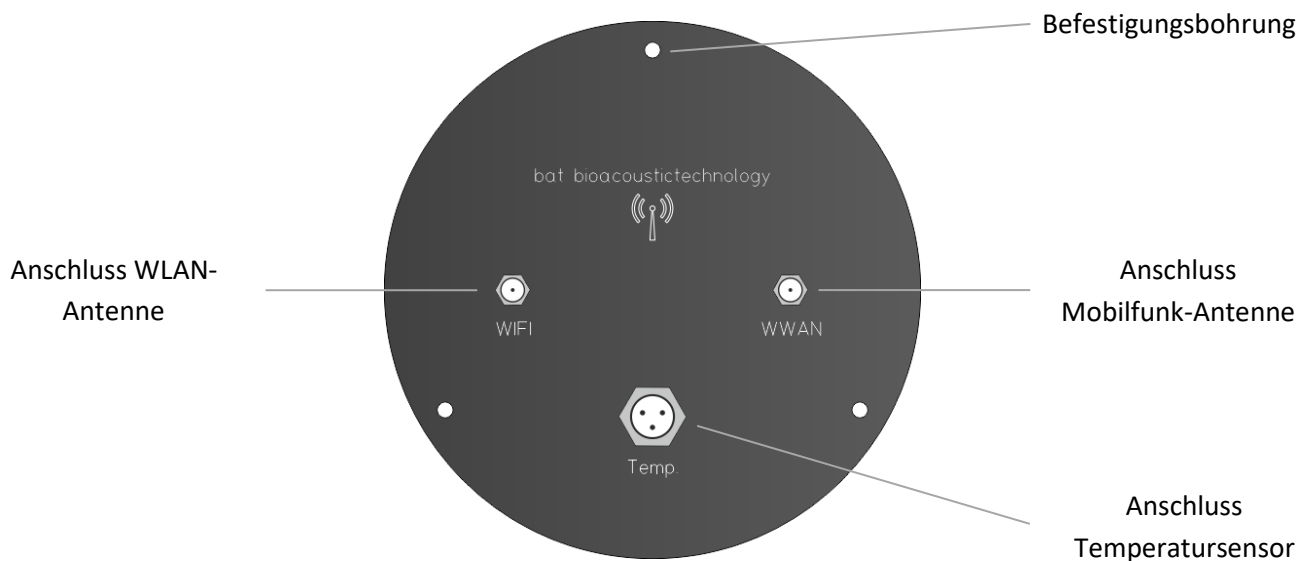 Befestigungsbohrung
bat bioacoustictechnology
Anschluss WLAN-
Antenne
Anschluss
Mobilfunk-Antenne
WIFI
WWAN
Temp.
Anschluss
Temperatursensor